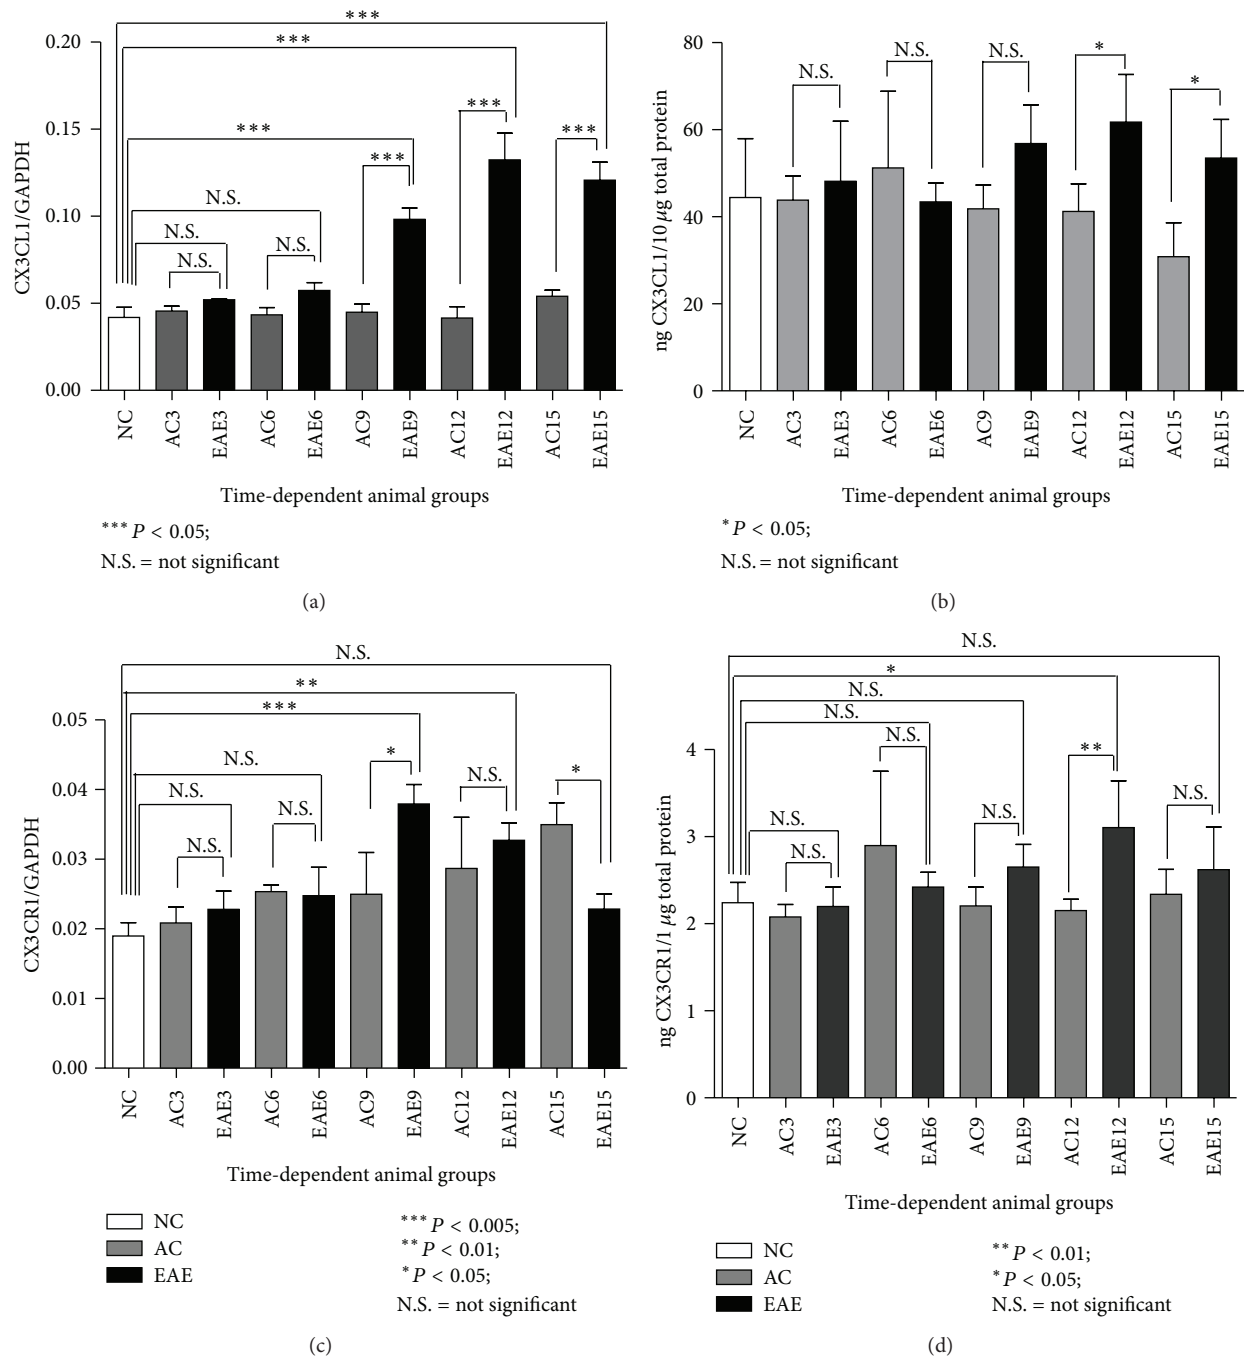 ***
***
***
***
***
***
N.S.
N.S.
N.S.
N.S.
0.20
0.15
0.10
0.05
0.00
CX3CL1/GAPDH
NC
AC3
EAE3
AC6
EAE6
AC9
EAE9
AC12
EAE12
AC15
EAE15
Time-dependent animal groups
*** P < 0.05;
N.S. = not significant
(a)
N.S.
N.S.
N.S.
*
*
80
60
40
20
0
ng CX3CL1/10 μg total protein
NC
AC3
EAE3
AC6
EAE6
AC9
EAE9
AC12
EAE12
AC15
EAE15
Time-dependent animal groups
* P < 0.05;
N.S. = not significant
(b)
N.S.
**
***
*
N.S.
*
N.S.
N.S.
N.S.
N.S.
0.05
0.04
0.03
0.02
0.01
0.00
CX3CR1/GAPDH
NC
AC3
EAE3
AC6
EAE6
AC9
EAE9
AC12
EAE12
AC15
EAE15
Time-dependent animal groups
NC
AC
EAE
*** P < 0.005;
** P < 0.01;
* P < 0.05;
N.S. = not significant
(c)
N.S.
*
N.S.
N.S.
N.S.
**
N.S.
N.S.
N.S.
N.S.
4
3
2
1
0
ng CX3CR1/1 μg total protein
NC
AC3
EAE3
AC6
EAE6
AC9
EAE9
AC12
EAE12
AC15
EAE15
Time-dependent animal groups
NC
AC
EAE
** P < 0.01;
* P < 0.05;
N.S. = not significant
(d)